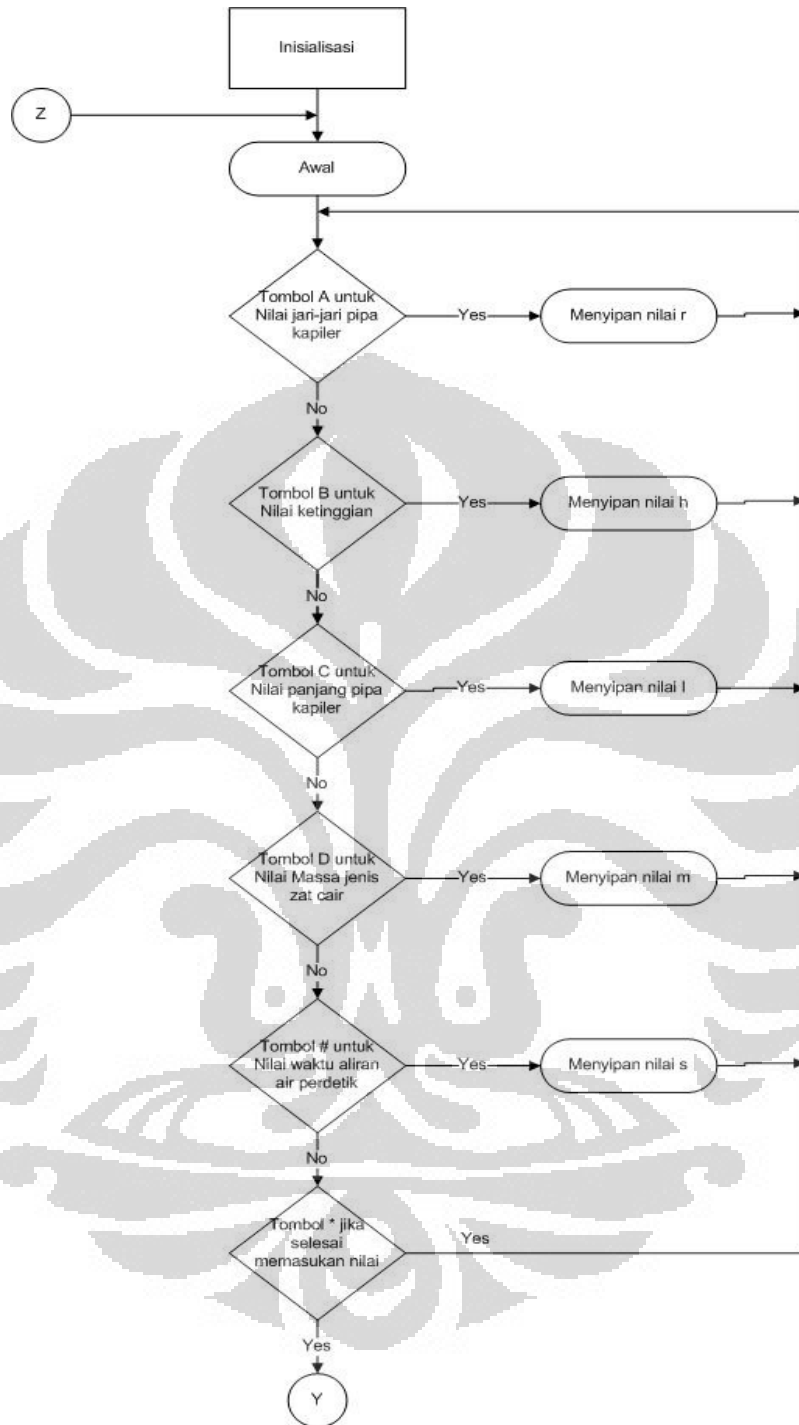 Inisialisasi
Z
Awal
Tombol A untuk
Nilai jari-jari pipa
kapiler
Yes
Menyipan nilai r
No
Tombol B untuk
Nilai ketinggian
Yes
Menyipan nilai h
No
Tombol C untuk
Nilai panjang pipa
kapiler
Yes
Menyipan nilai l
No
Tombol D untuk
Nilai Massa jenis
zat cair
Yes
Menyipan nilai m
No
Tombol # untuk
Nilai waktu aliran
air perdetik
Yes
Menyipan nilai s
No
Tombol * jika
selesai
memasukan nilai
Yes
Yes
Y